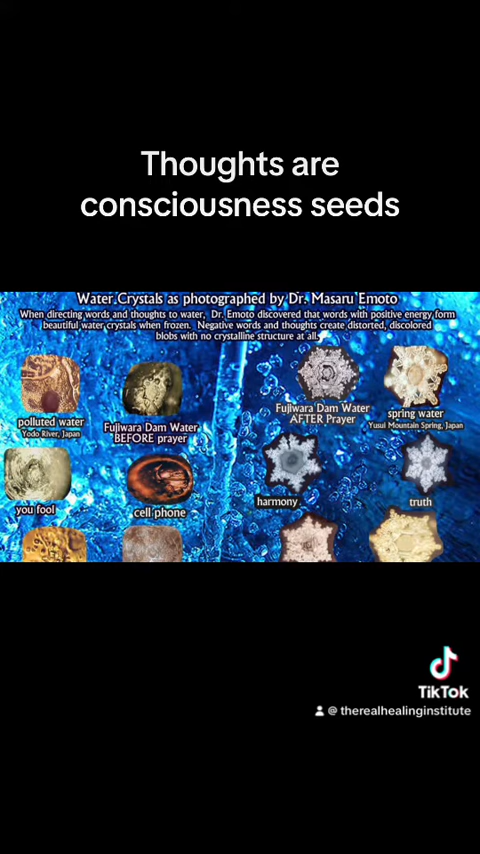 Thoughts are
consciousness seeds
Water Crystals as photographed by Dr. Masaru Emoto
When directing words and thoughts to water, Dr. Emoto discovered that words with positive energy form
beautiful water crystals when frozen. Negative words and thoughts create distorted, discolored
blobs with no crystalline structure at all.
polluted water
Yodo River, Japan
Fujiwara Dam Water
BEFORE prayer
Fujiwara Dam Water
AFTER Prayer
spring water
Yusui Mountain Spring, Japan
you fool
cell phone
harmony
truth
TikTok
@ therealhealinginstitute